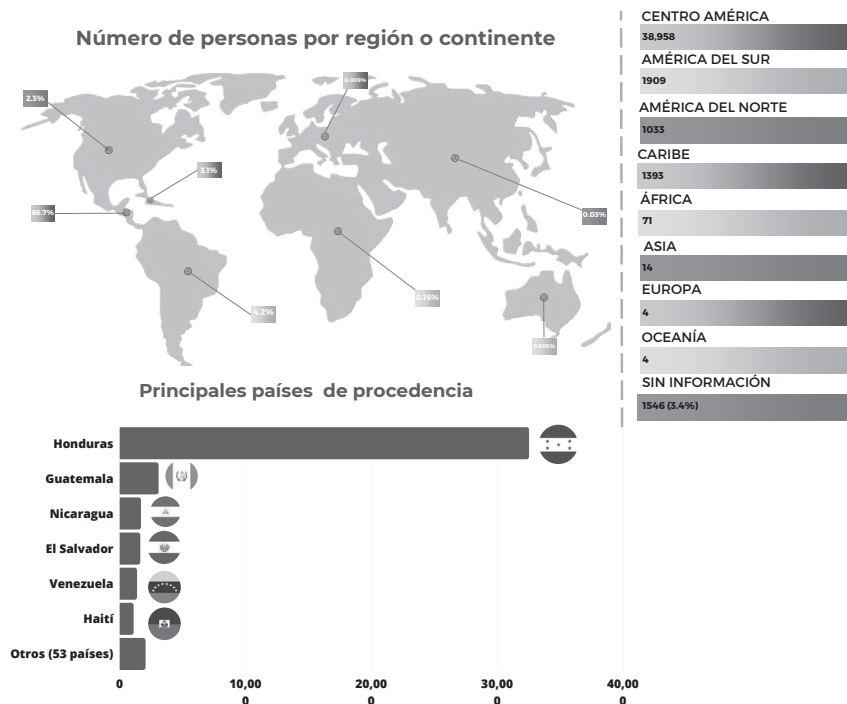 Número de personas por región o continente
2.3%
0.009%
3.1%
86.7%
0.03%
4.2%
0.16%
0.009%
CENTRO AMÉRICA
38,958
AMÉRICA DEL SUR
1909
AMÉRICA DEL NORTE
1033
CARIBE
1393
ÁFRICA
71
ASIA
14
EUROPA
4
OCEANÍA
4
SIN INFORMACIÓN
1546 (3.4%)
Principales países de procedencia
Honduras
Guatemala
Nicaragua
El Salvador
Venezuela
Haití
Otros (53 países)
0 10,00 20,00 30,00 40,00
0 0 0 0